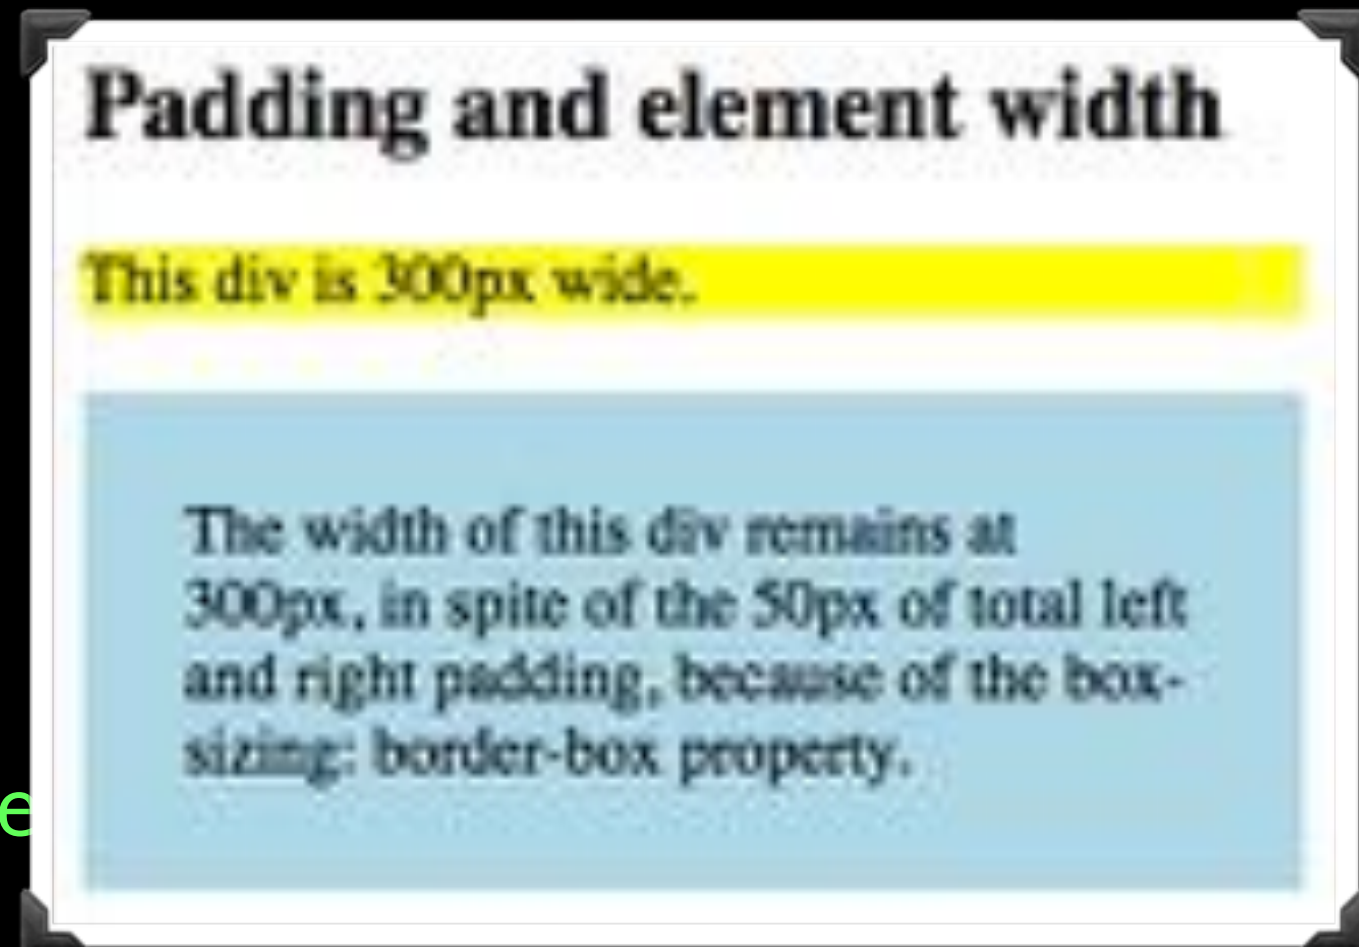 Padding and element width
This div is 300px wide.
The width of this div remains at
300px, in spite of the 50px of total left
and right padding, because of the box-
sizing: border-box property.
e